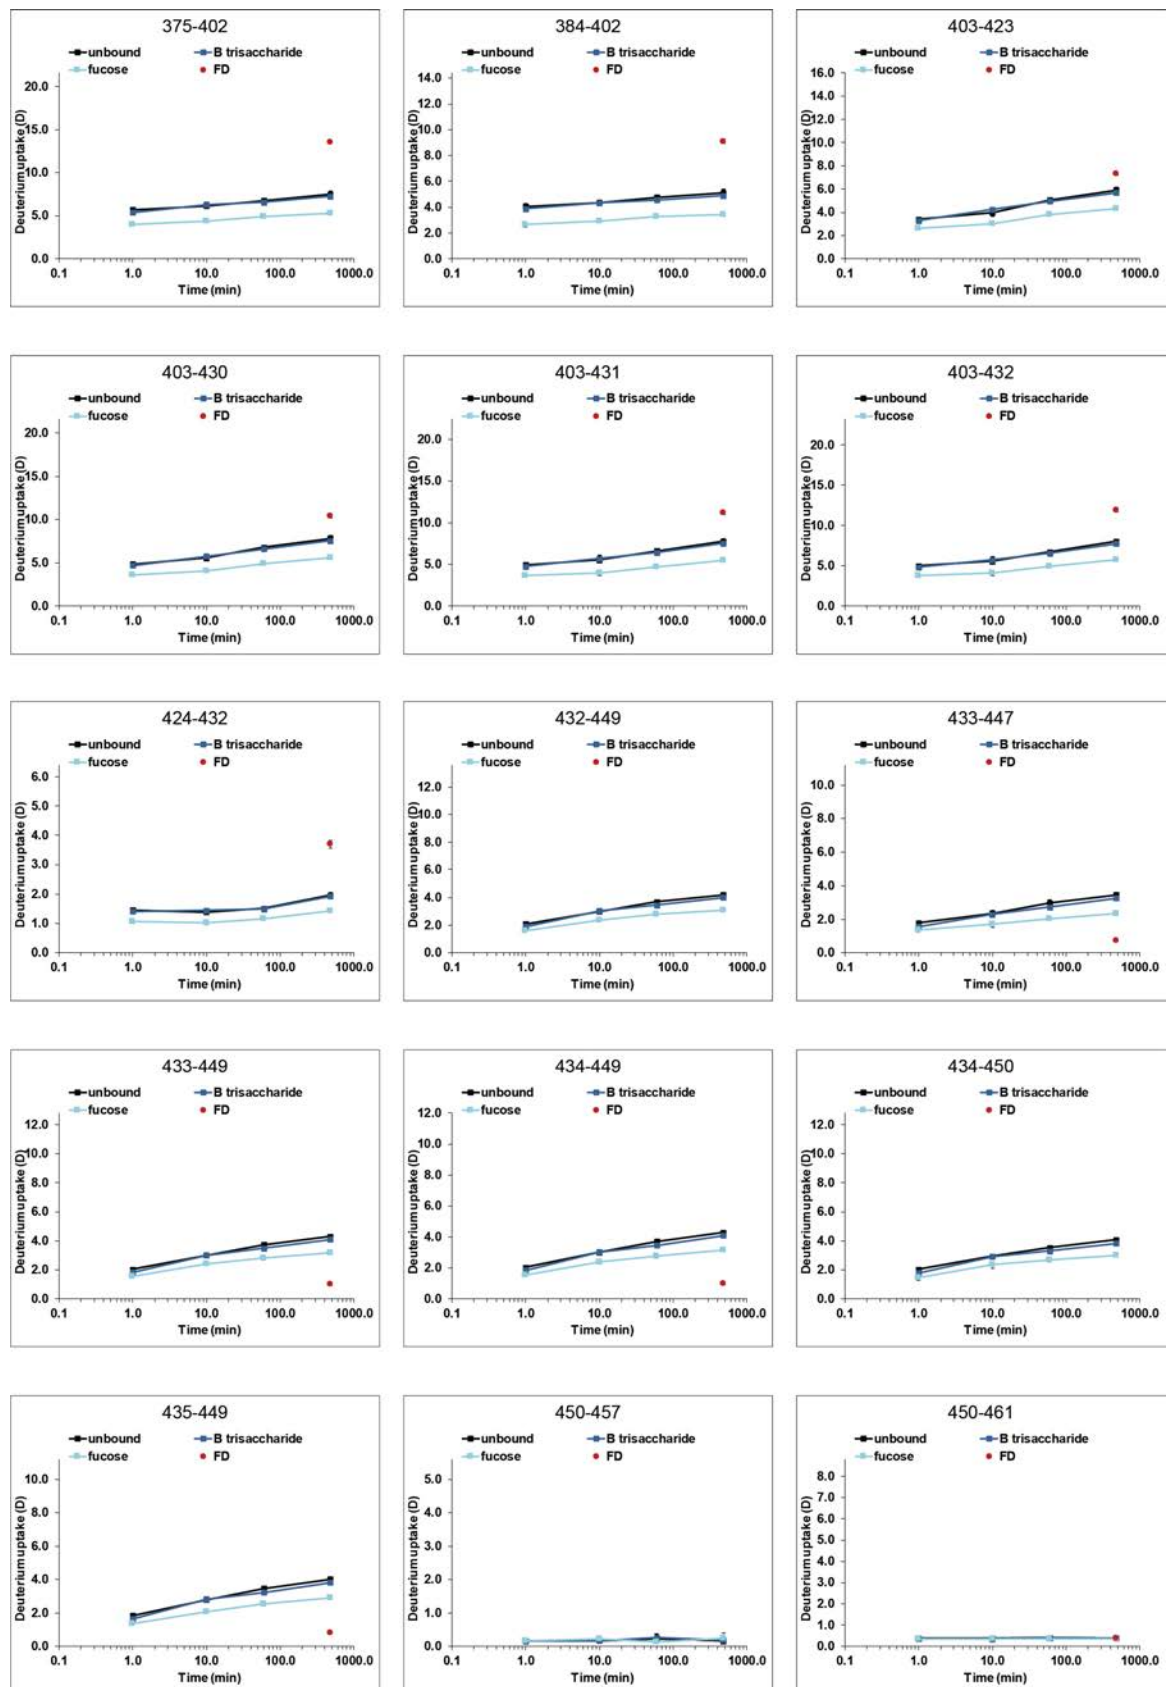 375-402
unbound B trisaccharide
fucose FD
Deuterium uptake (D)
20.0
15.0
10.0
5.0
0.0
0.1 1.0 10.0 100.0 1000.0
Time (min)
384-402
unbound B trisaccharide
fucose FD
Deuterium uptake (D)
14.0
12.0
10.0
8.0
6.0
4.0
2.0
0.0
0.1 1.0 10.0 100.0 1000.0
Time (min)
403-423
unbound B trisaccharide
fucose FD
Deuterium uptake (D)
16.0
14.0
12.0
10.0
8.0
6.0
4.0
2.0
0.0
0.1 1.0 10.0 100.0 1000.0
Time (min)
403-430
unbound B trisaccharide
fucose FD
Deuterium uptake (D)
20.0
15.0
10.0
5.0
0.0
0.1 1.0 10.0 100.0 1000.0
Time (min)
403-431
unbound B trisaccharide
fucose FD
Deuterium uptake (D)
20.0
15.0
10.0
5.0
0.0
0.1 1.0 10.0 100.0 1000.0
Time (min)
403-432
unbound B trisaccharide
fucose FD
Deuterium uptake (D)
20.0
15.0
10.0
5.0
0.0
0.1 1.0 10.0 100.0 1000.0
Time (min)
424-432
unbound B trisaccharide
fucose FD
Deuterium uptake (D)
6.0
5.0
4.0
3.0
2.0
1.0
0.0
0.1 1.0 10.0 100.0 1000.0
Time (min)
432-449
unbound B trisaccharide
fucose FD
Deuterium uptake (D)
12.0
10.0
8.0
6.0
4.0
2.0
0.0
0.1 1.0 10.0 100.0 1000.0
Time (min)
433-447
unbound B trisaccharide
fucose FD
Deuterium uptake (D)
10.0
8.0
6.0
4.0
2.0
0.0
0.1 1.0 10.0 100.0 1000.0
Time (min)
433-449
unbound B trisaccharide
fucose FD
Deuterium uptake (D)
12.0
10.0
8.0
6.0
4.0
2.0
0.0
0.1 1.0 10.0 100.0 1000.0
Time (min)
434-449
unbound B trisaccharide
fucose FD
Deuterium uptake (D)
12.0
10.0
8.0
6.0
4.0
2.0
0.0
0.1 1.0 10.0 100.0 1000.0
Time (min)
434-450
unbound B trisaccharide
fucose FD
Deuterium uptake (D)
12.0
10.0
8.0
6.0
4.0
2.0
0.0
0.1 1.0 10.0 100.0 1000.0
Time (min)
435-449
unbound B trisaccharide
fucose FD
Deuterium uptake (D)
10.0
8.0
6.0
4.0
2.0
0.0
0.1 1.0 10.0 100.0 1000.0
Time (min)
450-457
unbound B trisaccharide
fucose FD
Deuterium uptake (D)
5.0
4.0
3.0
2.0
1.0
0.0
0.1 1.0 10.0 100.0 1000.0
Time (min)
450-461
unbound B trisaccharide
fucose FD
Deuterium uptake (D)
8.0
7.0
6.0
5.0
4.0
3.0
2.0
1.0
0.0
0.1 1.0 10.0 100.0 1000.0
Time (min)